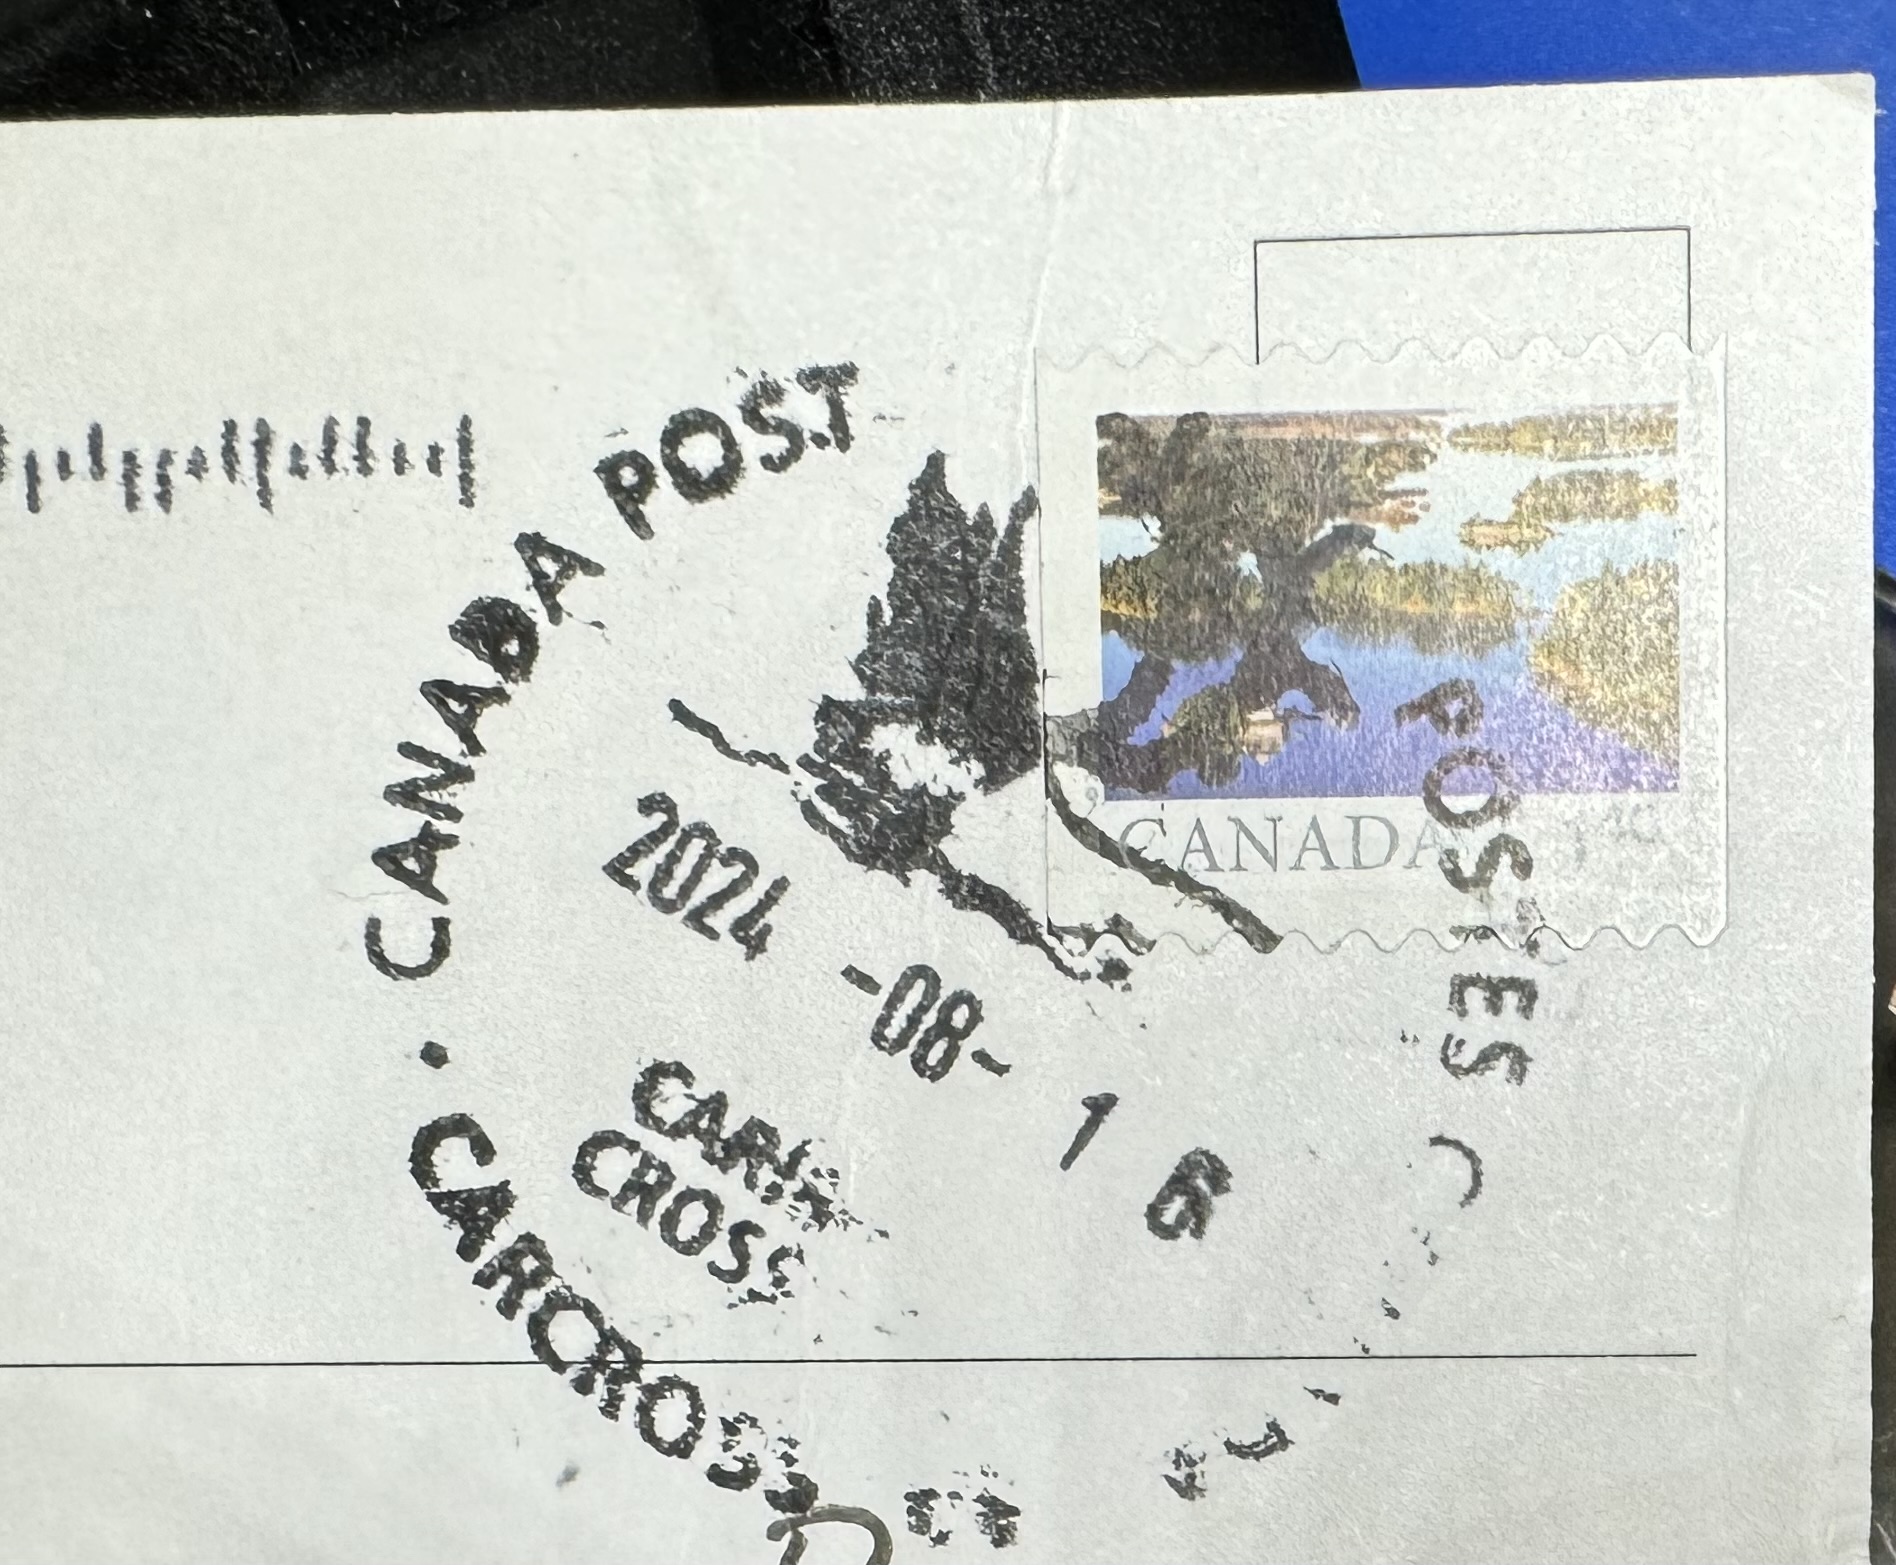 CANADA POST
POSTES
2024
-08-
16
CARCROSS
CROSS
CANADA